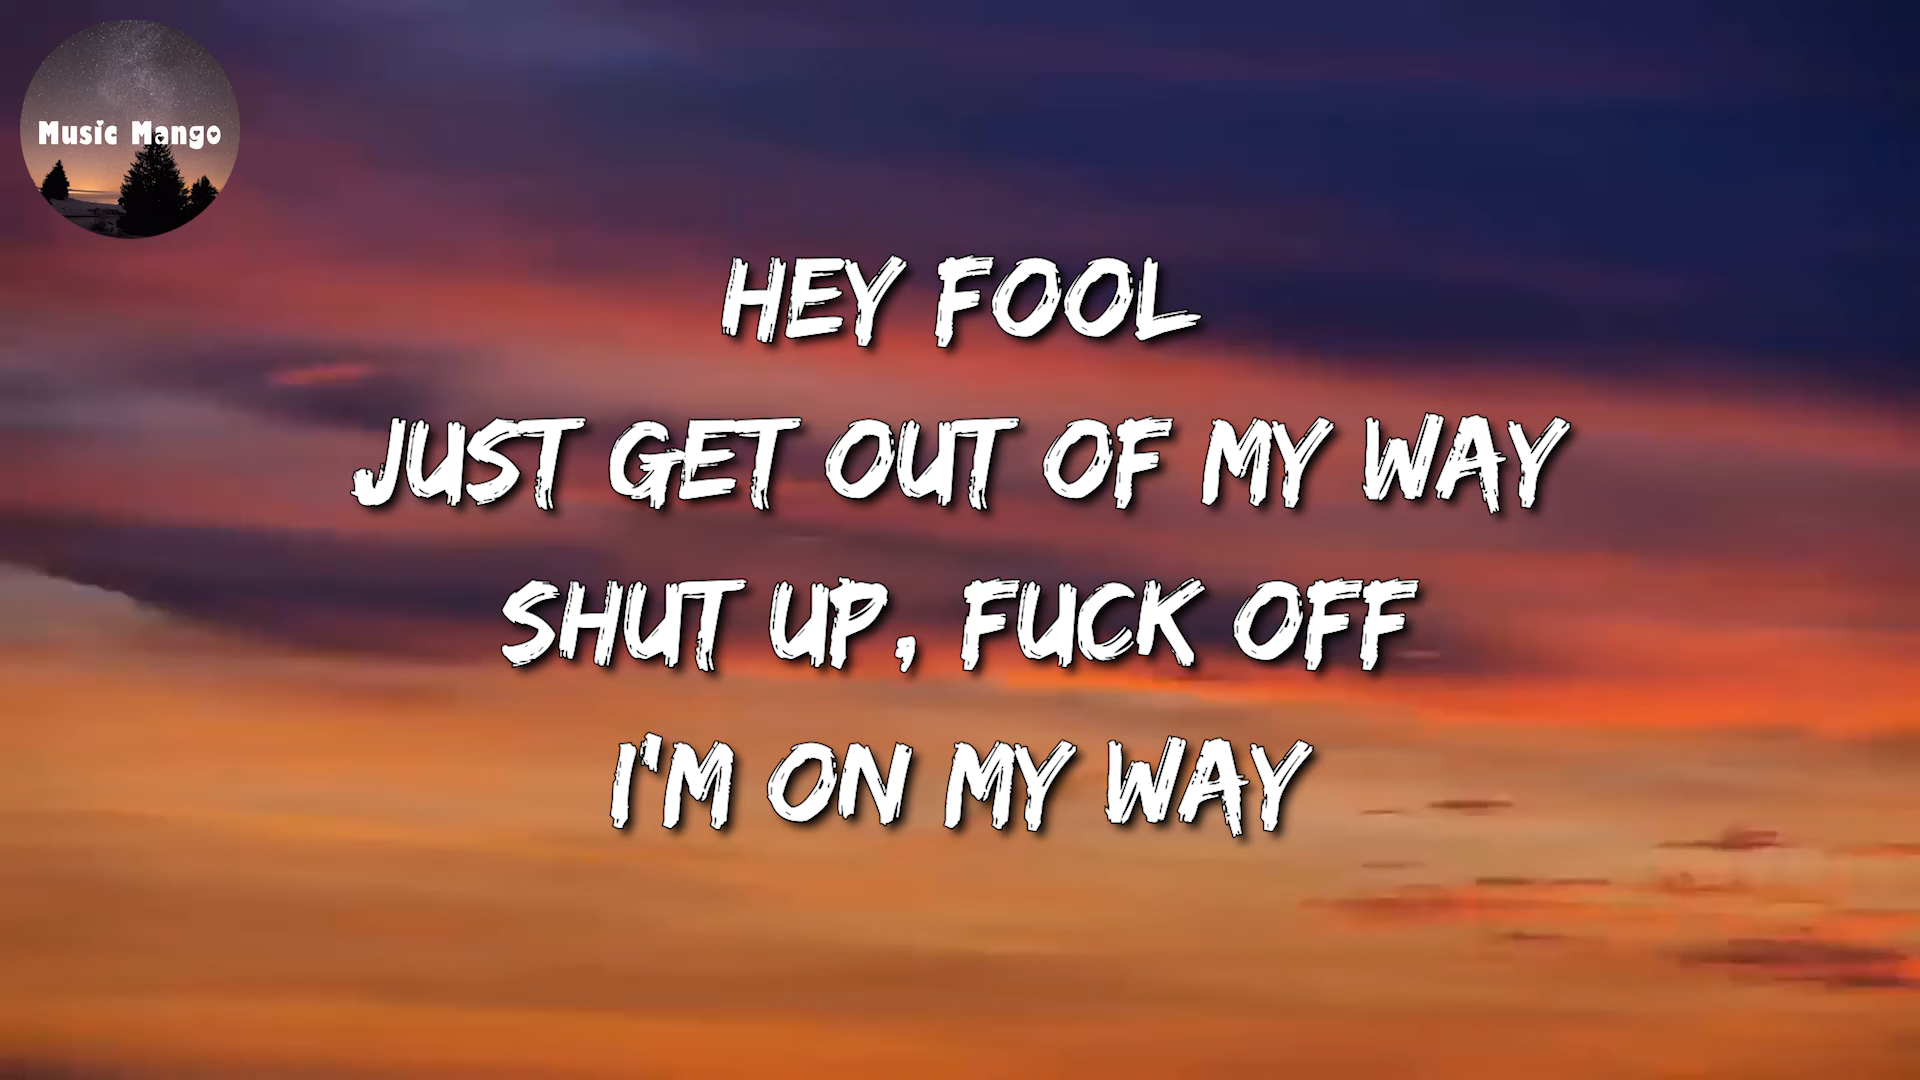 Music Mango
HEY FOOL
JUST GET OUT OF MY WAY
SHUT UP, FUCK OFF
I'M ON MY WAY